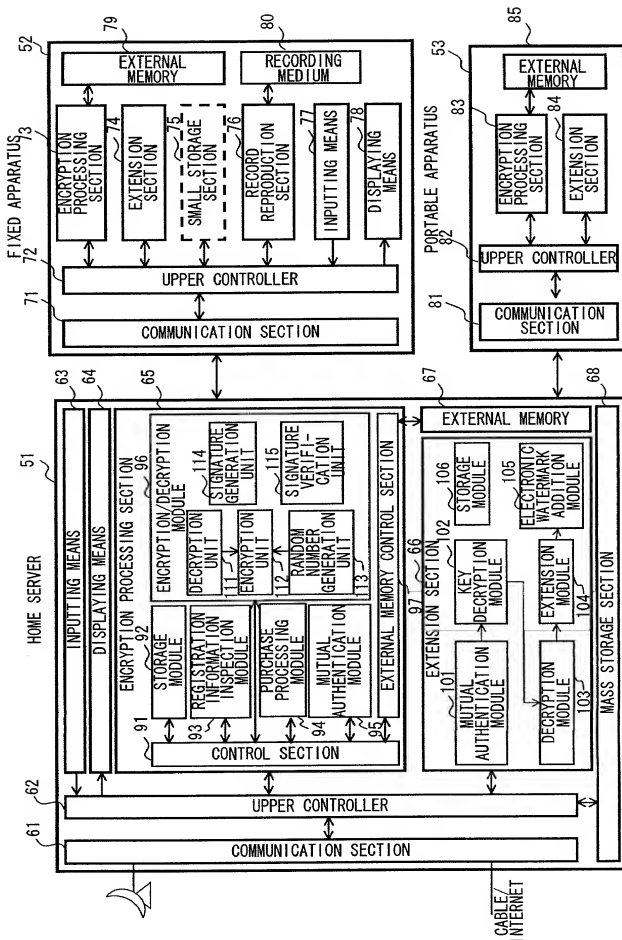 52
79
80
53
85
EXTERNAL MEMORY
RECORDING
MEDIUM
EXTERNAL MEMORY
FIXED APPARATUS
73
ENCRYPTION
PROCESSING
SECTION
74
EXTENSION SECTION
75
SMALL STORAGE
SECTION
76
RECORD
REPRODUCTION
SECTION
77
INPUTTING MEANS
78
DISPLAYING
MEANS
PORTABLE APPARATUS
83
ENCRYPTION
PROCESSING
SECTION
84
EXTENSION SECTION
72
UPPER CONTROLLER
82
UPPER CONTROLLER
71
COMMUNICATION SECTION
81
COMMUNICATION
SECTION
HOME SERVER
51
63
INPUTTING MEANS
64
DISPLAYING MEANS
65
ENCRYPTION PROCESSING SECTION
96
ENCRYPTION/DECRYPTION
MODULE
114
SIGNATURE
GENERATION
UNIT
115
SIGNATURE
VERIFI-
CATION
UNIT
DECRYPTION
UNIT
111
ENCRYPTION
UNIT
112
RANDOM
NUMBER
GENERATION
UNIT
113
92
STORAGE
MODULE
REGISTRATION
INFORMATION
INSPECTION
MODULE
93
PURCHASE
PROCESSING
MODULE
94
MUTUAL
AUTHENTICATION
MODULE
95
91
CONTROL SECTION
EXTERNAL MEMORY CONTROL SECTION
97
67
EXTERNAL MEMORY
68
MASS STORAGE SECTION
66
EXTENSION SECTION
106
STORAGE MODULE
105
ELECTRONIC
WATERMARK
ADDITION
MODULE
102
KEY
DECRYPTION
MODULE
EXTENSION MODULE
104
101
MUTUAL
AUTHENTICATION
MODULE
DECRYPTION
MODULE
103
62
UPPER CONTROLLER
61
COMMUNICATION SECTION
CABLE/
INTERNET